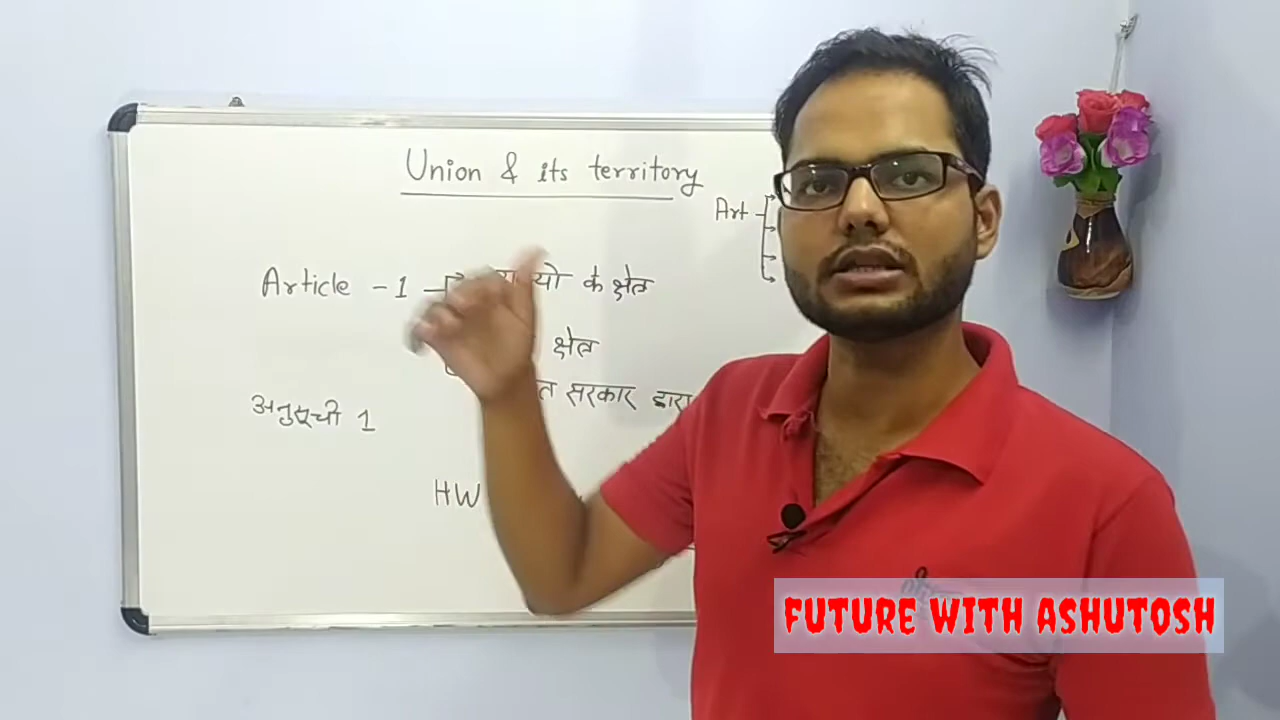 Union & its territory
Art
Article - 1 के क्षेत्र
क्षेत्र
सरकार द्वारा
अनुसूची 1
HW
FUTURE WITH ASHUTOSH